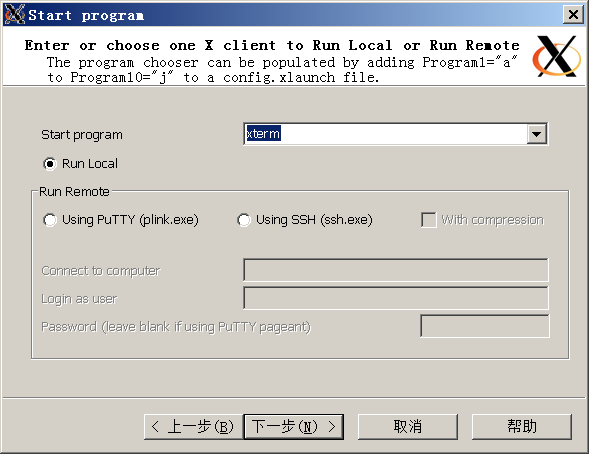 Start program
Enter or choose one X client to Run Local or Run Remote
The program chooser can be populated by adding Program1="a"
to Program10="j" to a config.xlaunch file.
Start program
xterm
Run Local
Run Remote
Using PuTTY (plink.exe)
Using SSH (ssh.exe)
With compression
Connect to computer
Login as user
Password (leave blank if using PuTTY pageant)
< 上一步(B)
下一步(N) >
取消
帮助